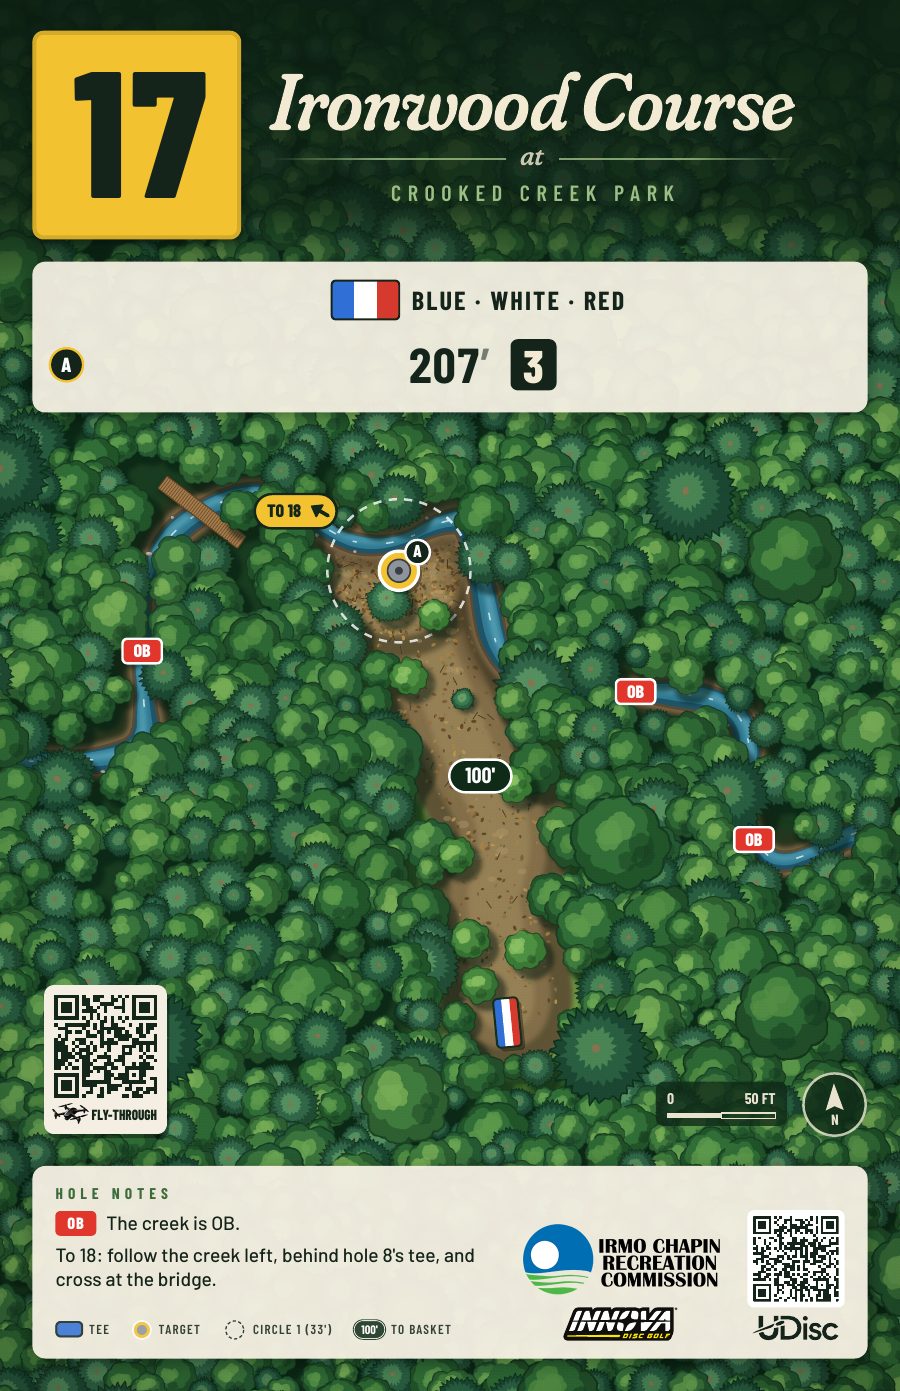 17
Ironwood Course
at
CROOKED CREEK PARK
BLUE · WHITE · RED
A
207' 3
TO 18
A
OB
OB
100'
OB
FLY-THROUGH
0 50 FT
N
HOLE NOTES
OB The creek is OB.
To 18: follow the creek left, behind hole 8's tee, and
cross at the bridge.
TEE TARGET CIRCLE 1 (33') 100' TO BASKET
IRMO CHAPIN
RECREATION
COMMISSION
INNOVA
DISC GOLF
UDisc